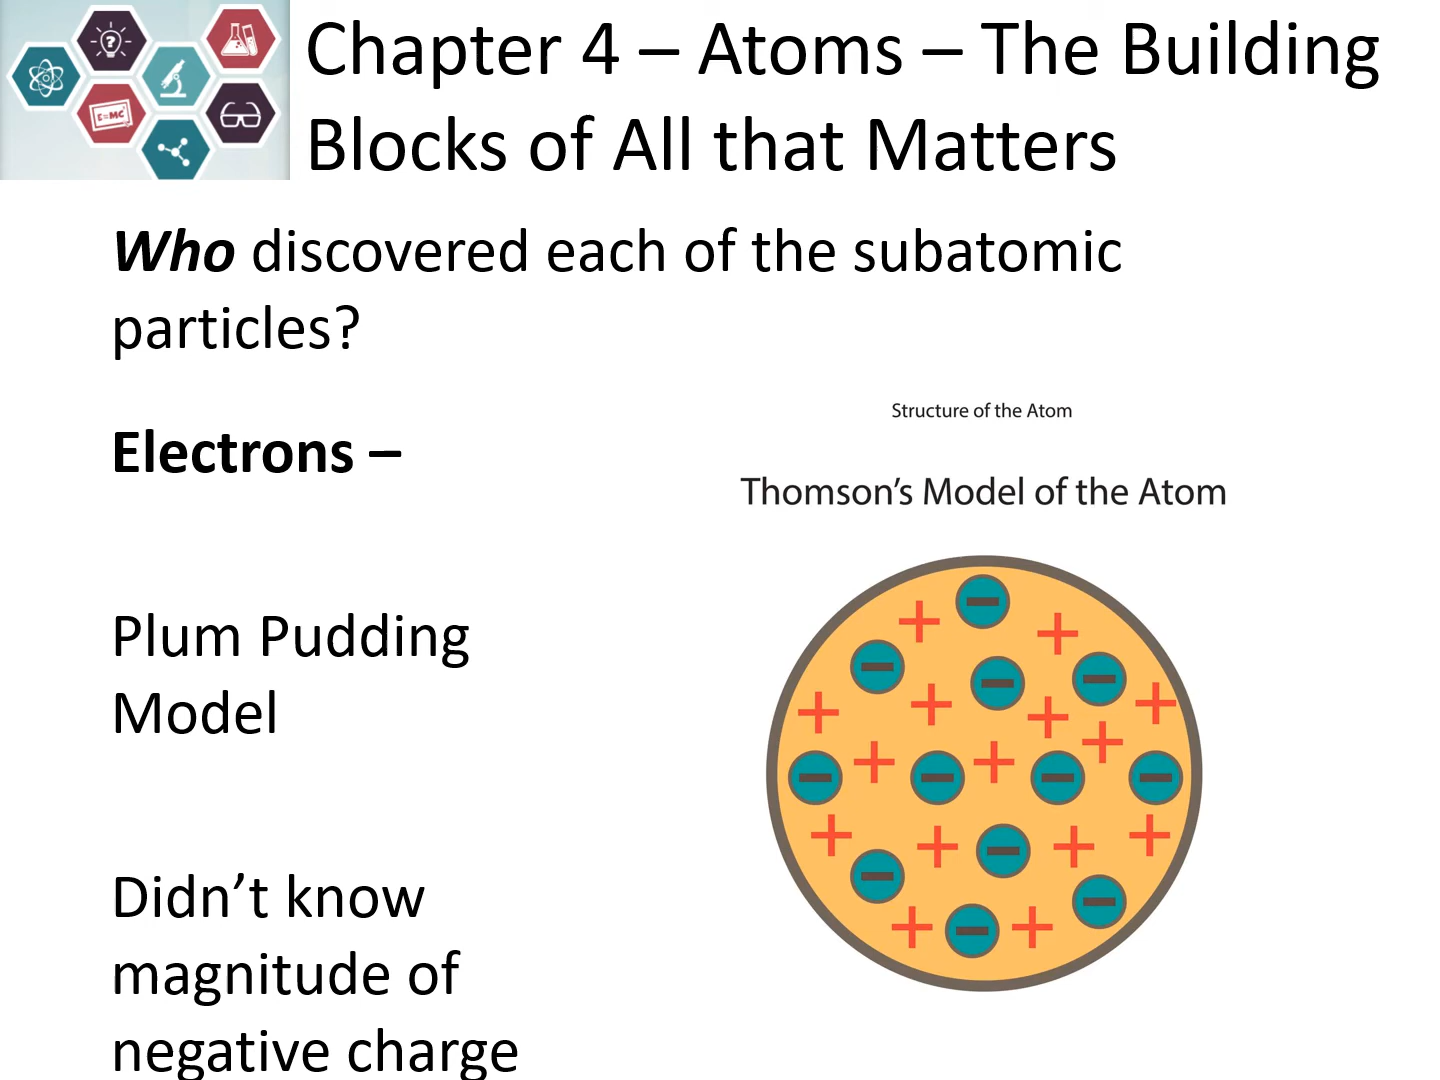 E=MC²
Chapter 4 – Atoms – The Building
Blocks of All that Matters
Who discovered each of the subatomic
particles?
Electrons –
Plum Pudding
Model
Didn’t know
magnitude of
negative charge
Structure of the Atom
Thomson’s Model of the Atom